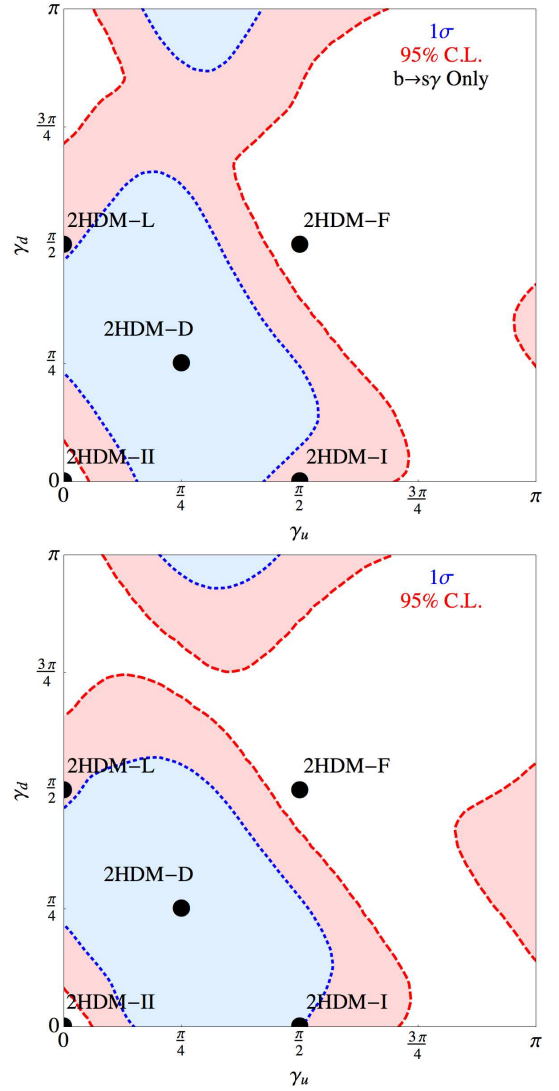 π
1σ
95% C.L.
b→sγ Only
3π/4
2HDM−L
2HDM−F
γd
π/2
2HDM−D
π/4
2HDM−II
2HDM−I
0
0
π/4
π/2
3π/4
π
γu
π
1σ
95% C.L.
3π/4
2HDM−L
2HDM−F
γd
π/2
2HDM−D
π/4
2HDM−II
2HDM−I
0
0
π/4
π/2
3π/4
π
γu